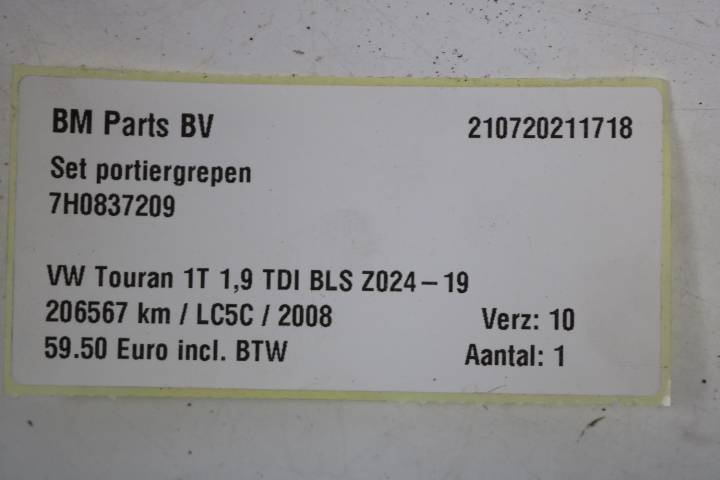 BM Parts BV 210720211718
Set portiergrepen
7H0837209
VW Touran 1T 1,9 TDI BLS Z024-19
206567 km / LC5C / 2008 Verz: 10
59.50 Euro incl. BTW Aantal: 1